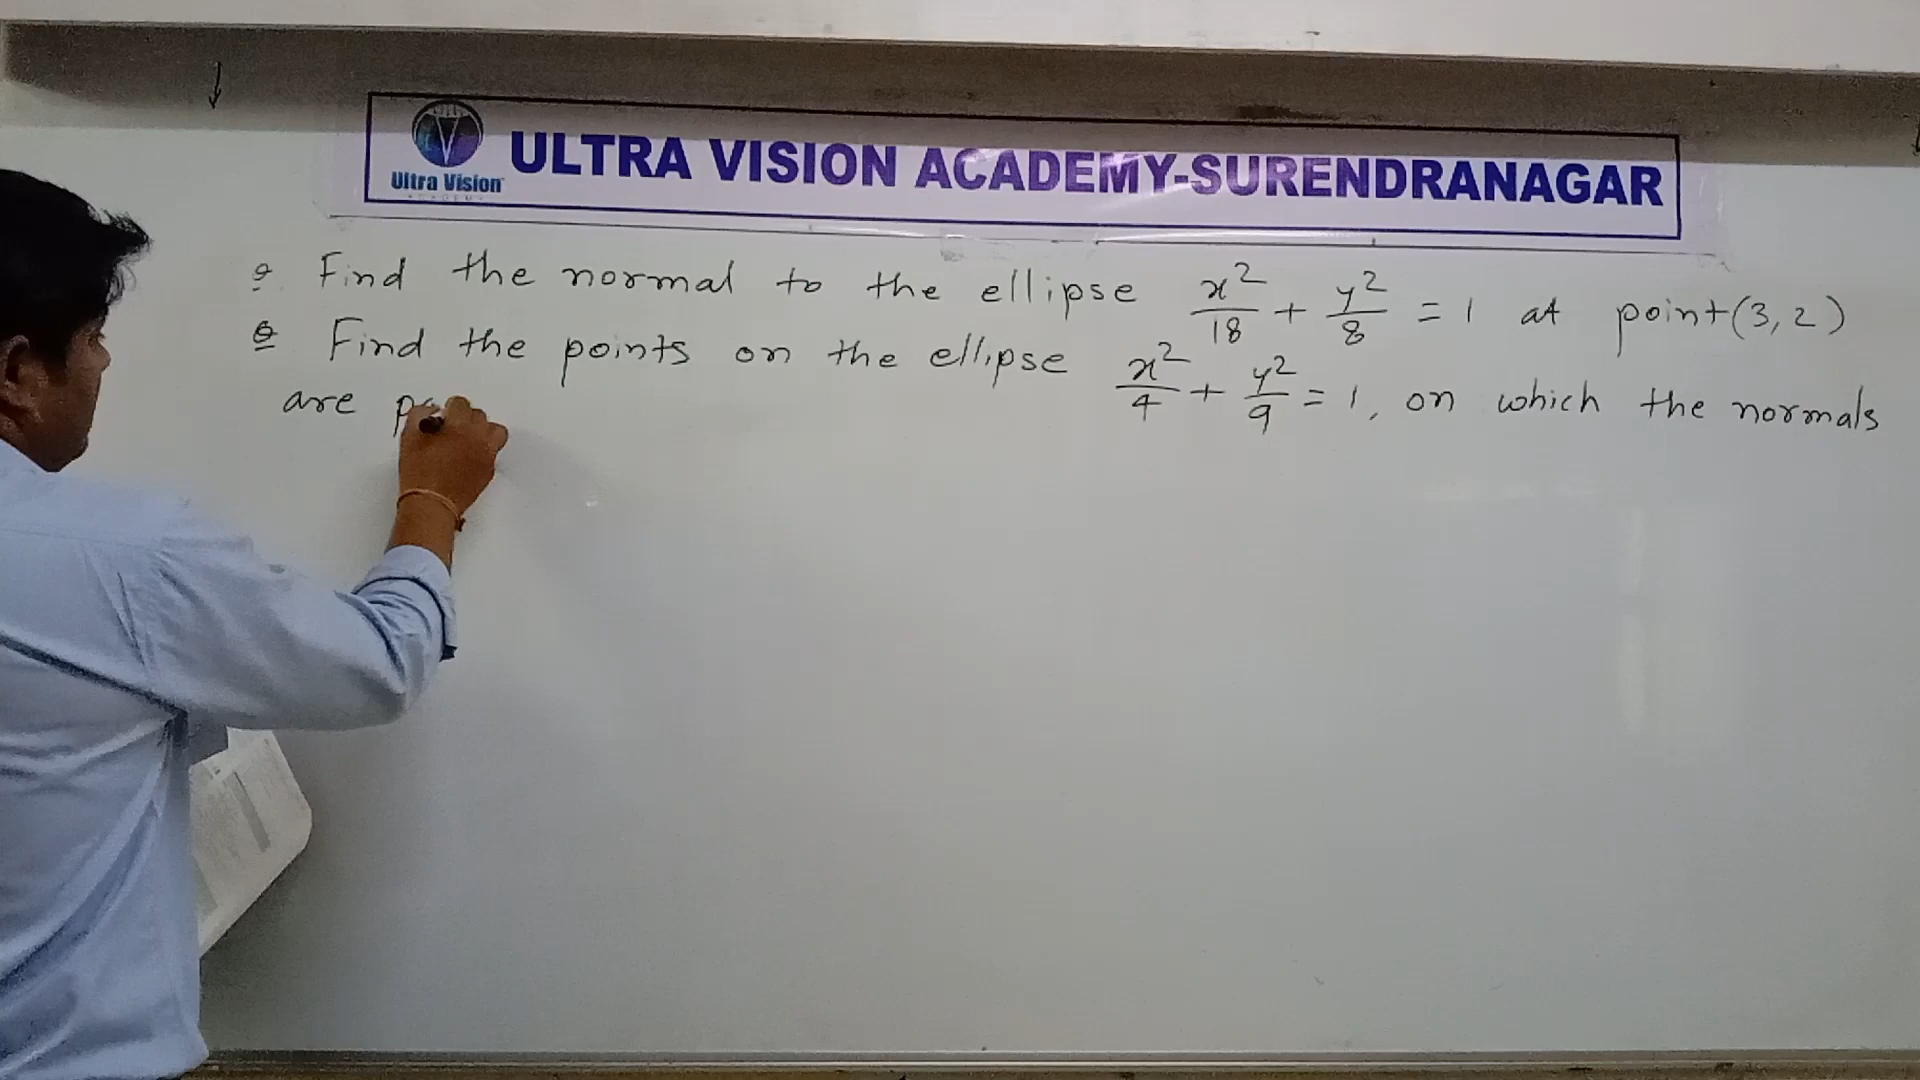 ULTRA VISION ACADEMY-SURENDRANAGAR
Ultra Vision
Q. Find the normal to the ellipse x²/18 + y²/8 = 1 at point(3,2)
Q Find the points on the ellipse x²/4 + y²/9 = 1, on which the normals
are